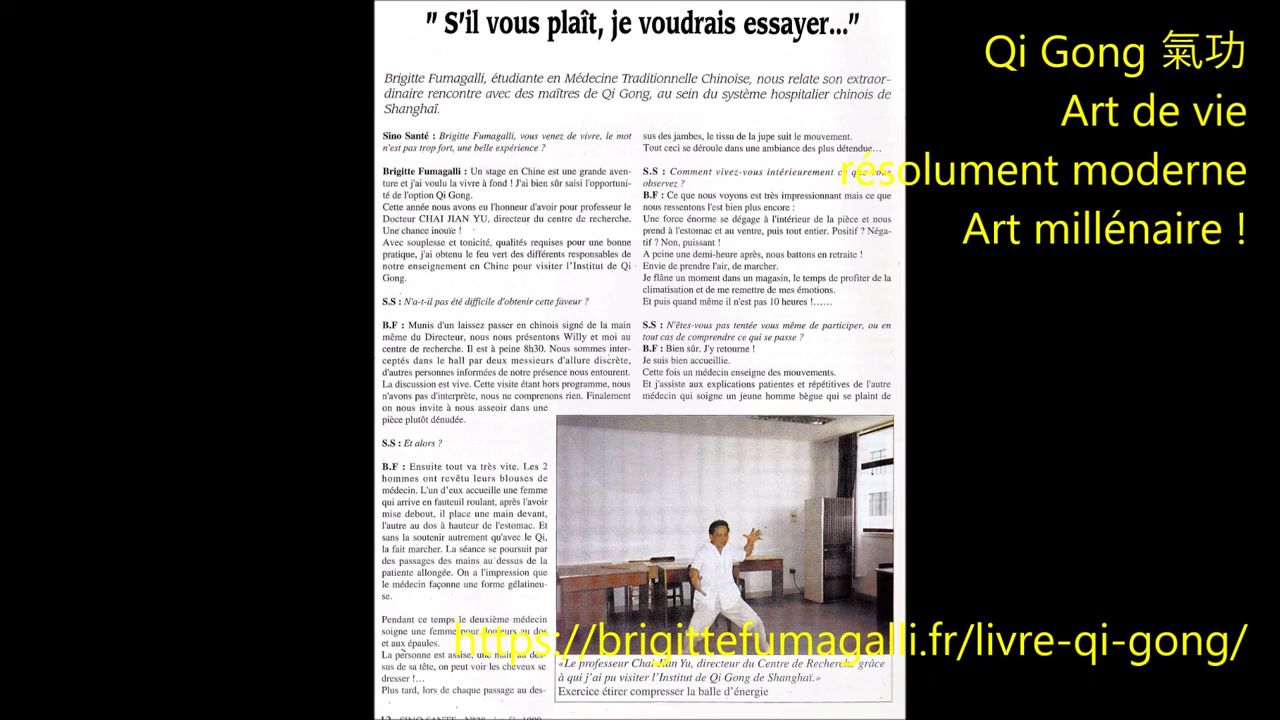 " S'il vous plaît, je voudrais essayer..."
Brigitte Fumagalli, étudiante en Médecine Traditionnelle Chinoise, nous relate son extraor-
dinaire rencontre avec des maîtres de Qi Gong, au sein du système hospitalier chinois de
Shanghaï.
Sino Santé : Brigitte Fumagalli, vous venez de vivre, le mot
n'est pas trop fort, une belle expérience ?
Brigitte Fumagalli : Un stage en Chine est une grande aven-
ture et j'ai voulu la vivre à fond ! J'ai bien sûr saisi l'opportuni-
té de l'option Qi Gong.
Cette année nous avons eu l'honneur d'avoir pour professeur le
Docteur CHAI JIAN YU, directeur du centre de recherche.
Une chance inouïe !
Avec souplesse et tonicité, qualités requises pour une bonne
pratique, j'ai obtenu le feu vert des différents responsables de
notre enseignement en Chine pour visiter l'Institut de Qi
Gong.
S.S : N'a-t-il pas été difficile d'obtenir cette faveur ?
B.F : Munis d'un laissez passer en chinois signé de la main
même du Directeur, nous nous présentons Willy et moi au
centre de recherche. Il est à peine 8h30. Nous sommes inter-
ceptés dans le hall par deux messieurs d'allure discrète,
d'autres personnes informées de notre présence nous entourent.
La discussion est vive. Cette visite étant hors programme, nous
n'avons pas d'interprète, nous ne comprenons rien. Finalement
on nous invite à nous asseoir dans une
pièce plutôt dénudée.
S.S : Et alors ?
B.F : Ensuite tout va très vite. Les 2
hommes ont revêtu leurs blouses de
médecin. L'un d'eux accueille une femme
qui arrive en fauteuil roulant, après l'avoir
mise debout, il place une main devant,
l'autre au dos à hauteur de l'estomac. Et
sans la soutenir autrement qu'avec le Qi,
la fait marcher. La séance se poursuit par
des passages des mains au dessus de la
patiente allongée. On a l'impression que
le médecin façonne une forme gélatineu-
se.
Pendant ce temps le deuxième médecin
soigne une femme pour douleurs au dos
et aux épaules.
La personne est assise, une main au des-
sus de sa tête, on peut voir les cheveux se
dresser !...
Plus tard, lors de chaque passage au des-
sus des jambes, le tissu de la jupe suit le mouvement.
Tout ceci se déroule dans une ambiance des plus détendue...
S.S : Comment vivez-vous intérieurement ce que vous
observez ?
B.F : Ce que nous voyons est très impressionnant mais ce que
nous ressentons l'est bien plus encore :
Une force énorme se dégage à l'intérieur de la pièce et nous
prend à l'estomac et au ventre, puis tout entier. Positif ? Néga-
tif ? Non, puissant !
A peine une demi-heure après, nous battons en retraite !
Envie de prendre l'air, de marcher.
Je flâne un moment dans un magasin, le temps de profiter de la
climatisation et de me remettre de mes émotions.
Et puis quand même il n'est pas 10 heures !......
S.S : N'êtes-vous pas tentée vous même de participer, ou en
tout cas de comprendre ce qui se passe ?
B.F : Bien sûr. J'y retourne !
Je suis bien accueillie.
Cette fois un médecin enseigne des mouvements.
Et j'assiste aux explications patientes et répétitives de l'autre
médecin qui soigne un jeune homme bègue qui se plaint de
«Le professeur Chai Jian Yu, directeur du Centre de Recherche grâce
à qui j'ai pu visiter l'Institut de Qi Gong de Shanghaï.»
Exercice étirer compresser la balle d'énergie
Qi Gong 氣功
Art de vie
résolument moderne
Art millénaire !
https://brigittefumagalli.fr/livre-qi-gong/